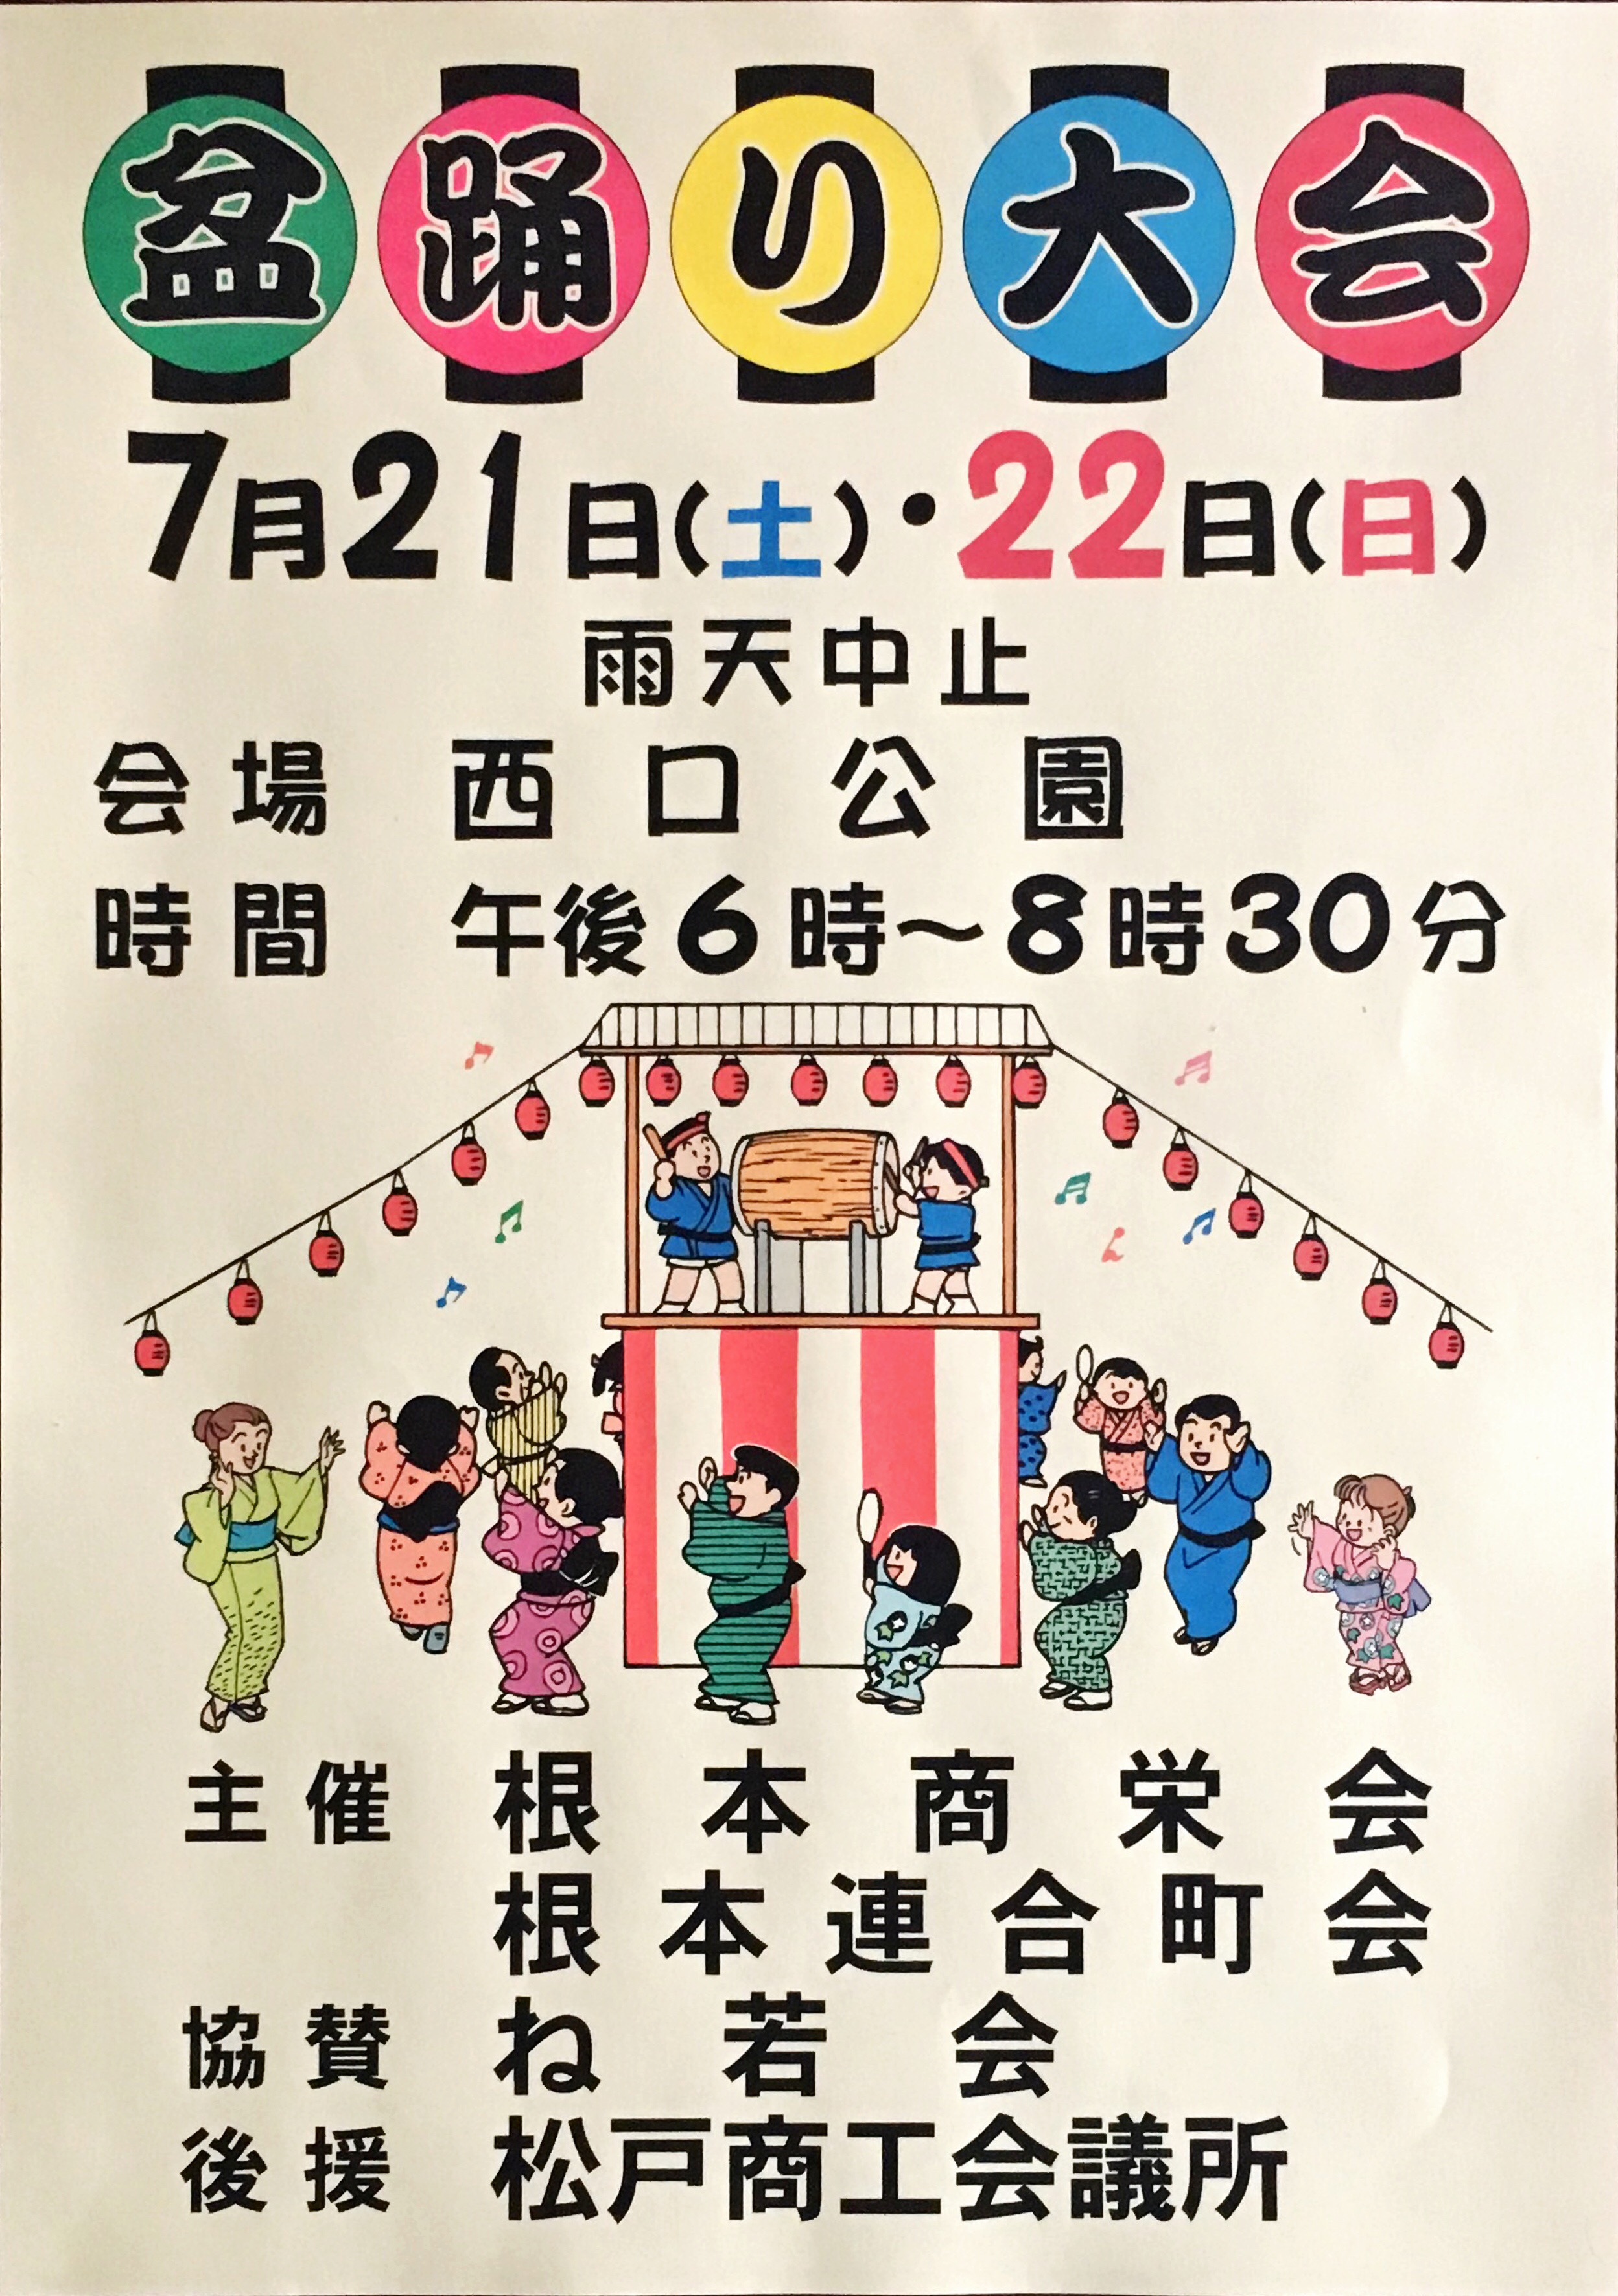 盆踊り大会
7月21日(土)・22日(日)
雨天中止
会場 西口公園
時間 午後6時~8時30分
主催 根本商栄会
根本連合町会
協賛 ね若会
後援 松戸商工会議所